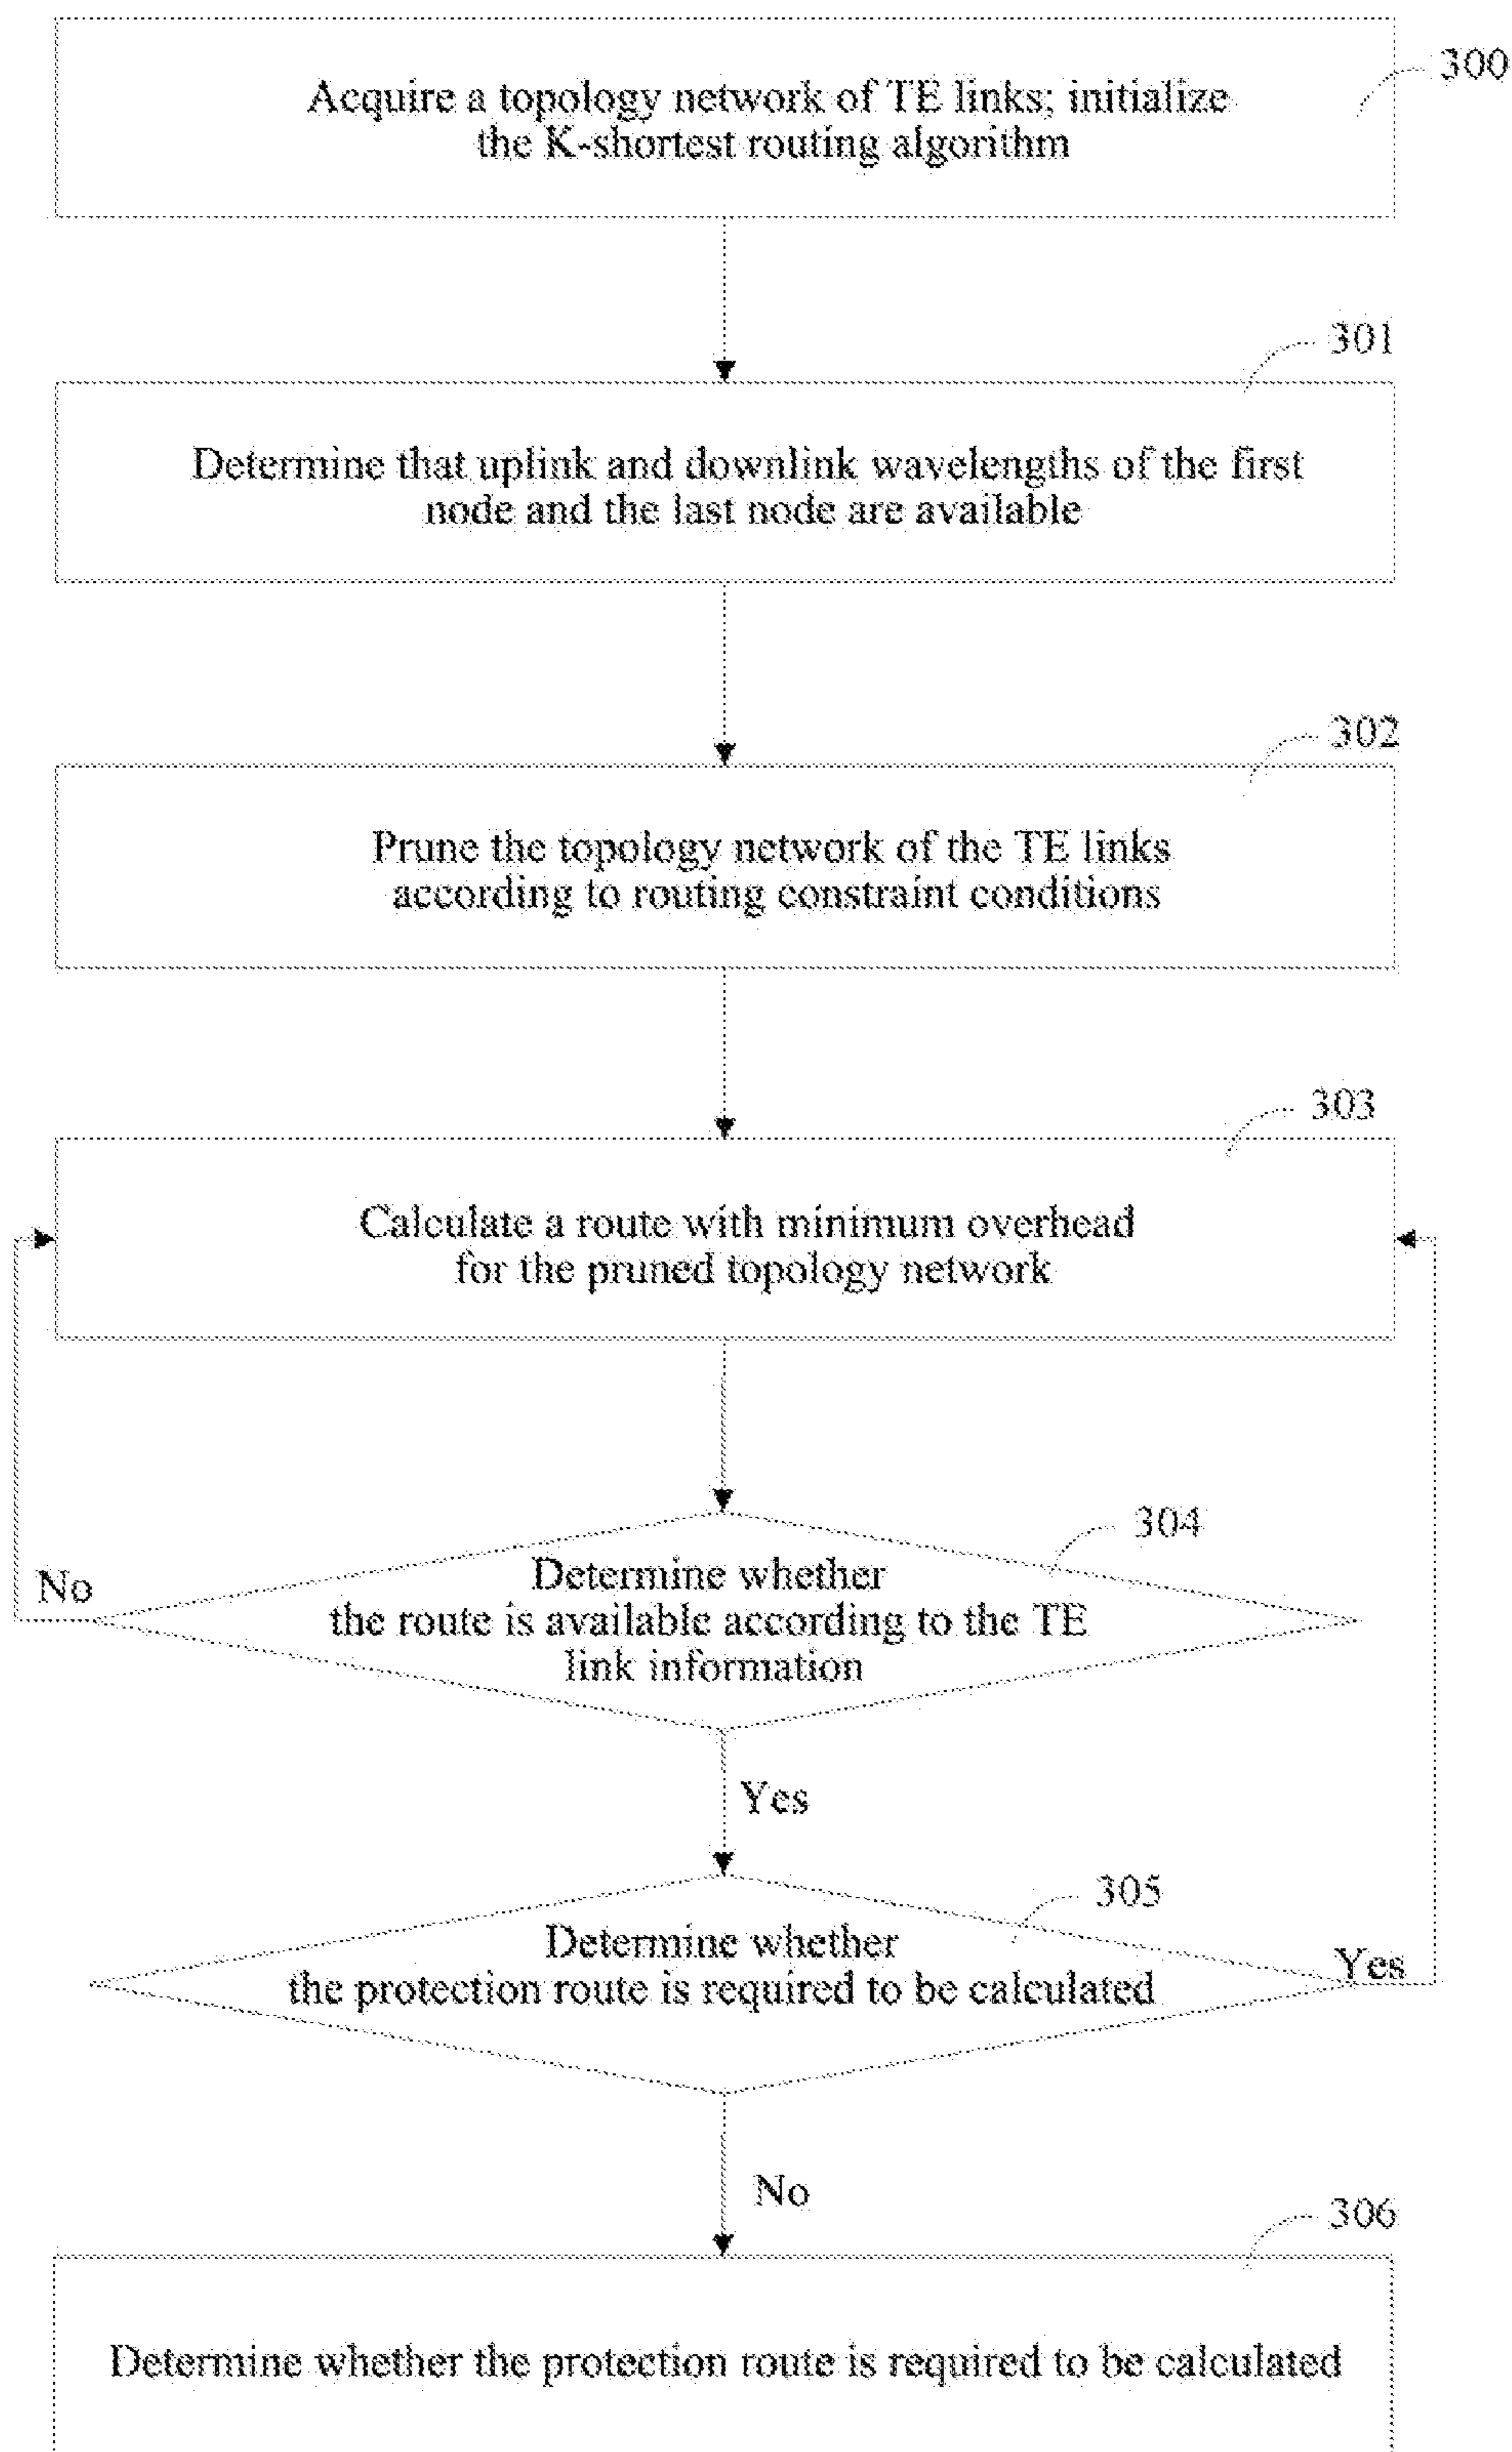 300
Acquire a topology network of TE links; initialize
the K-shortest routing algorithm
301
Determine that uplink and downlink wavelengths of the first
node and the last node are available
302
Prune the topology network of the TE links
according to routing constraint conditions
303
Calculate a route with minimum overhead
for the pruned topology network
304
Determine whether
the route is available according to the TE
link information
No
Yes
305
Determine whether
the protection route is required to be calculated
Yes
No
306
Determine whether the protection route is required to be calculated